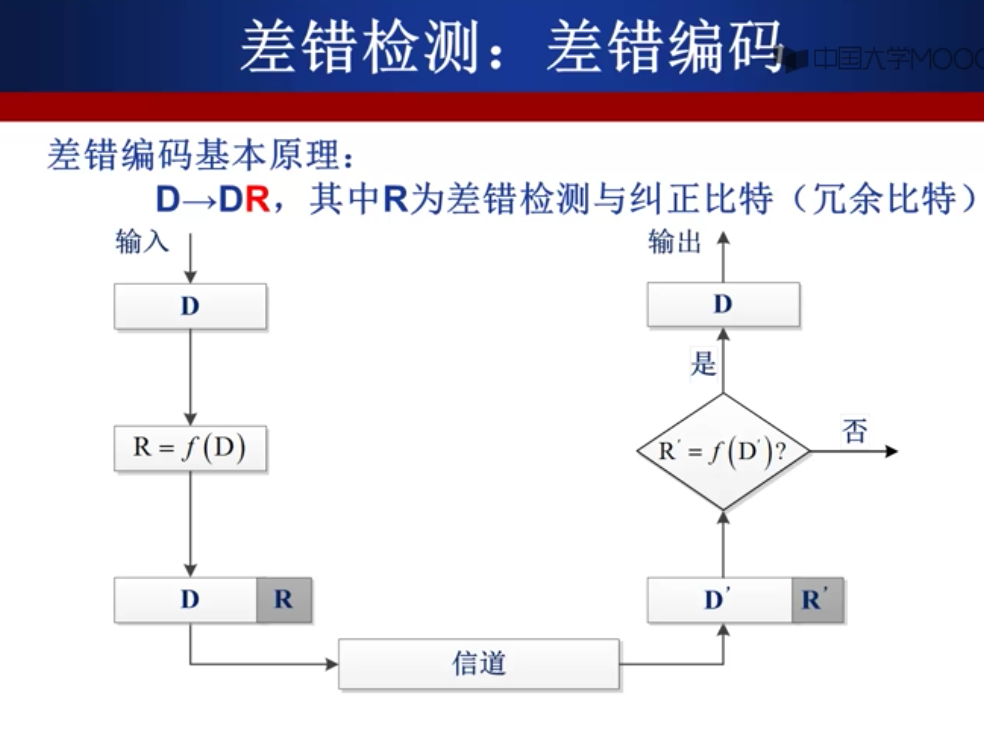 差错检测：差错编码
中国大学MOOC
差错编码基本原理：
D→DR，其中R为差错检测与纠正比特（冗余比特）
输入
输出
D
D
是
R = f(D)
R′ = f(D′)?
否
D R
D′ R′
信道